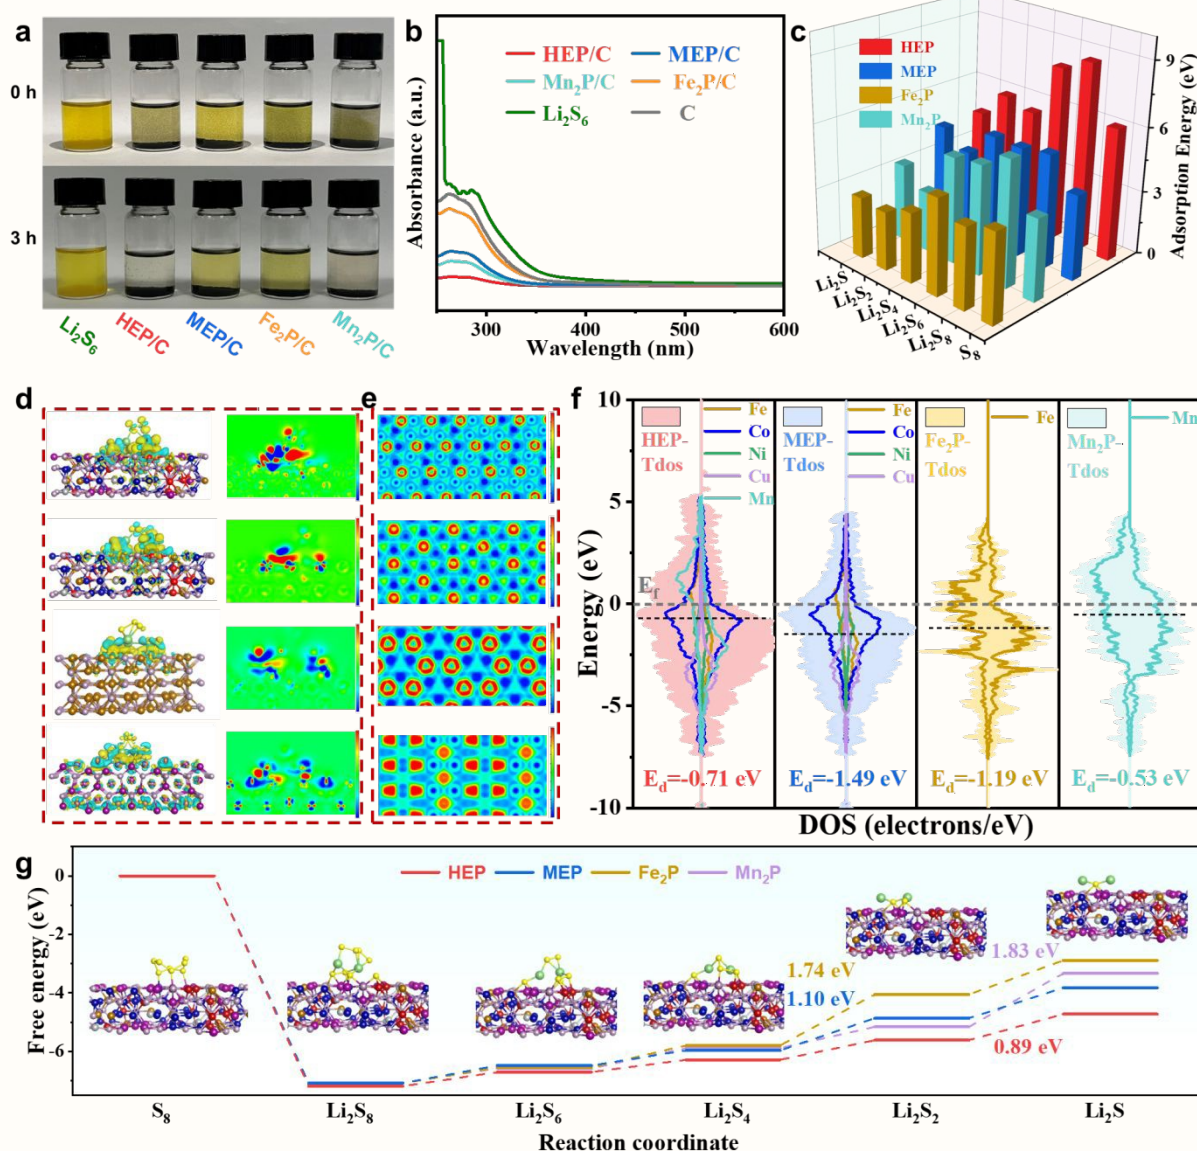 a
0 h
3 h
Li₂S₆
HEP/C
MEP/C
Fe₂P/C
Mn₂P/C
b
HEP/C
MEP/C
Mn₂P/C
Fe₂P/C
Li₂S₆
C
Absorbance (a.u.)
300
400
500
600
Wavelength (nm)
c
HEP
MEP
Fe₂P
Mn₂P
9
6
3
0
Adsorption Energy (eV)
Li₂S
Li₂S₂
Li₂S₄
Li₂S₆
Li₂S₈
S₈
d
e
f
10
5
0
-5
-10
Energy (eV)
E_f
HEP-
Tdos
Fe
Co
Ni
Cu
Mn
E_d=-0.71 eV
MEP-
Tdos
Fe
Co
Ni
Cu
E_d=-1.49 eV
Fe₂P-
Tdos
Fe
E_d=-1.19 eV
Mn₂P-
Tdos
Mn
E_d=-0.53 eV
DOS (electrons/eV)
g
HEP
MEP
Fe₂P
Mn₂P
0
-2
-4
-6
Free energy (eV)
1.74 eV
1.10 eV
1.83 eV
0.89 eV
S₈
Li₂S₈
Li₂S₆
Li₂S₄
Li₂S₂
Li₂S
Reaction coordinate